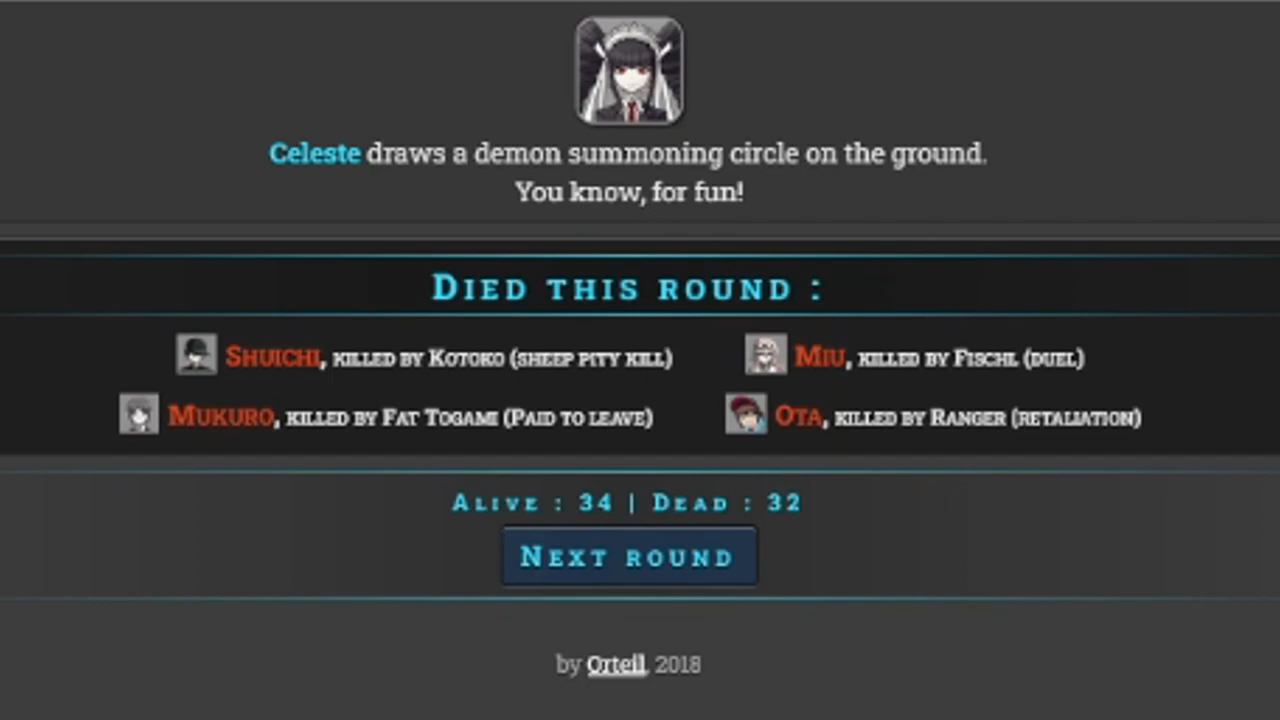 Celeste draws a demon summoning circle on the ground.
You know, for fun!
DIED THIS ROUND :
SHUICHI, KILLED BY KOTOKO (SHEEP PITY KILL)
MIU, KILLED BY FISCHL (DUEL)
MUKURO, KILLED BY FAT TOGAMI (PAID TO LEAVE)
OTA, KILLED BY RANGER (RETALIATION)
ALIVE : 34 | DEAD : 32
NEXT ROUND
by Orteil, 2018